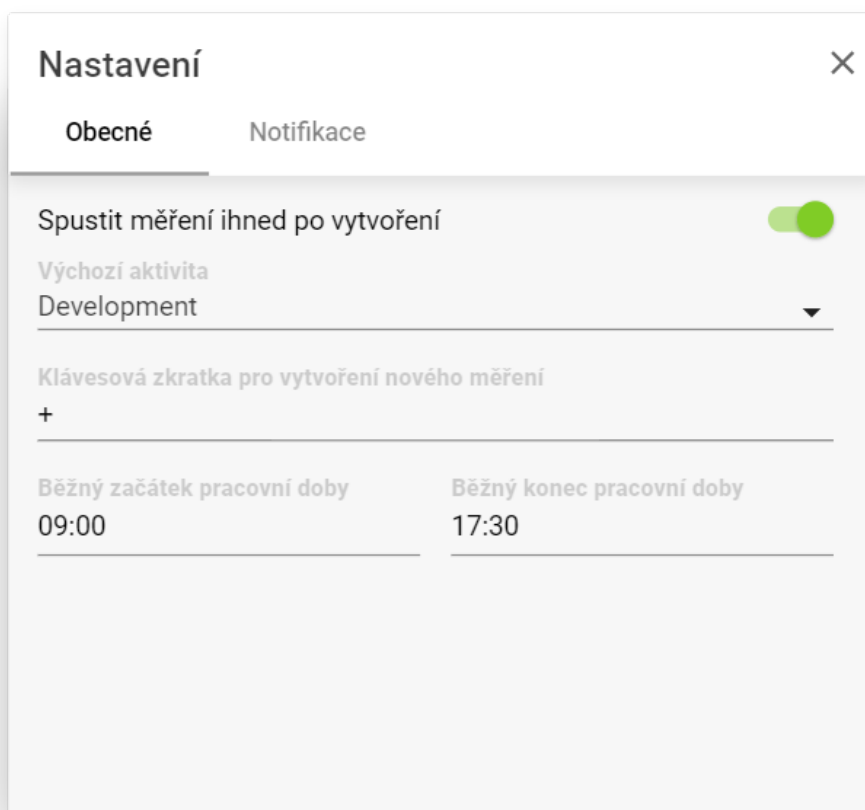 Nastavení
Obecné Notifikace
Spustit měření ihned po vytvoření
Výchozí aktivita
Development
Klávesová zkratka pro vytvoření nového měření
+
Běžný začátek pracovní doby Běžný konec pracovní doby
09:00 17:30